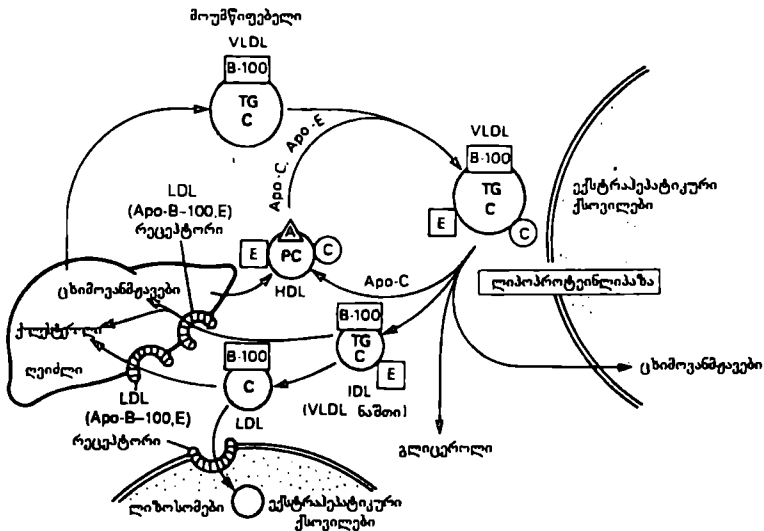 მოუმწიფებელი
VLDL
B-100
TG
C
Apo-C, Apo-E
VLDL
B-100
TG
C
E
C
ექსტრაჰეპატიკური
ქსოვილები
LDL
(Apo-B-100,E)
რეცეპტორი
A
E
PC
C
HDL
Apo-C
ლიპოპროტეინლიპაზა
ცხიმოვანმჟავები
ქოლესტეროლი
ღვიძლი
B-100
TG
C
E
IDL
(VLDL ნაშთი)
B-100
C
LDL
LDL
(Apo-B-100,E)
რეცეპტორი
ცხიმოვანმჟავები
გლიცეროლი
ლიზოსომები
ექსტრაჰეპატიკური
ქსოვილები